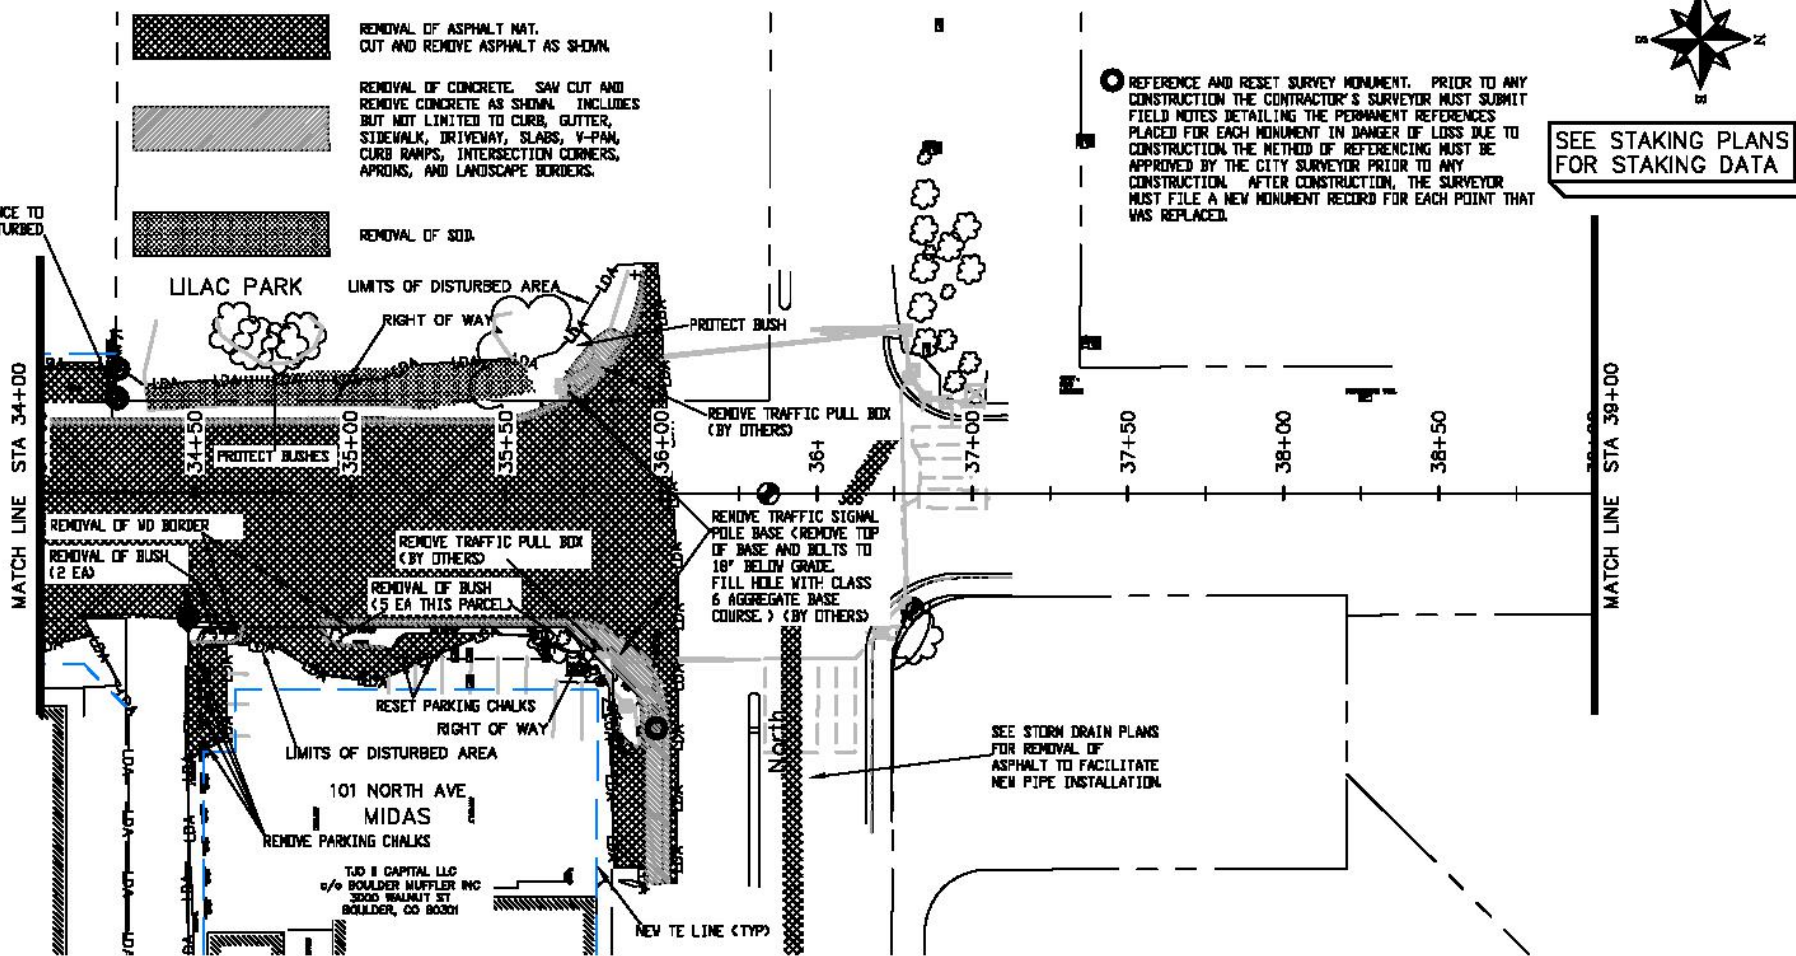 REMOVAL OF ASPHALT MAT.
CUT AND REMOVE ASPHALT AS SHOWN.
REMOVAL OF CONCRETE. SAW CUT AND
REMOVE CONCRETE AS SHOWN. INCLUDES
BUT NOT LIMITED TO CURB, GUTTER,
SIDEWALK, DRIVEWAY, SLABS, V-PAN,
CURB RAMPS, INTERSECTION CORNERS,
APRONS, AND LANDSCAPE BORDERS.
REMOVAL OF SOD.
REFERENCE AND RESET SURVEY MONUMENT. PRIOR TO ANY
CONSTRUCTION THE CONTRACTOR'S SURVEYOR MUST SUBMIT
FIELD NOTES DETAILING THE PERMANENT REFERENCES
PLACED FOR EACH MONUMENT IN DANGER OF LOSS DUE TO
CONSTRUCTION. THE METHOD OF REFERENCING MUST BE
APPROVED BY THE CITY SURVEYOR PRIOR TO ANY
CONSTRUCTION. AFTER CONSTRUCTION, THE SURVEYOR
MUST FILE A NEW MONUMENT RECORD FOR EACH POINT THAT
WAS REPLACED.
N
SEE STAKING PLANS
FOR STAKING DATA
NCE TO
TURBED
LILAC PARK
LIMITS OF DISTURBED AREA
RIGHT OF WAY
PROTECT BUSH
REMOVE TRAFFIC PULL BOX
(BY OTHERS)
MATCH LINE STA 34+00
34+50
35+00
35+50
36+00
36+
37+00
37+50
38+00
38+50
MATCH LINE STA 39+00
PROTECT BUSHES
REMOVAL OF WD BORDER
REMOVAL OF BUSH
(2 EA)
REMOVE TRAFFIC PULL BOX
(BY OTHERS)
REMOVAL OF BUSH
(5 EA THIS PARCEL)
REMOVE TRAFFIC SIGNAL
POLE BASE (REMOVE TOP
OF BASE AND BOLTS TO
18" BELOW GRADE.
FILL HOLE WITH CLASS
6 AGGREGATE BASE
COURSE.) (BY OTHERS)
RESET PARKING CHALKS
RIGHT OF WAY
LIMITS OF DISTURBED AREA
North
SEE STORM DRAIN PLANS
FOR REMOVAL OF
ASPHALT TO FACILITATE
NEW PIPE INSTALLATION.
101 NORTH AVE
MIDAS
REMOVE PARKING CHALKS
TJO II CAPITAL LLC
c/o BOULDER MUFFLER INC
3000 WALNUT ST
BOULDER, CO 80301
NEW TE LINE (TYP)
LDA
LDA
LDA
LDA
LDA
LDA